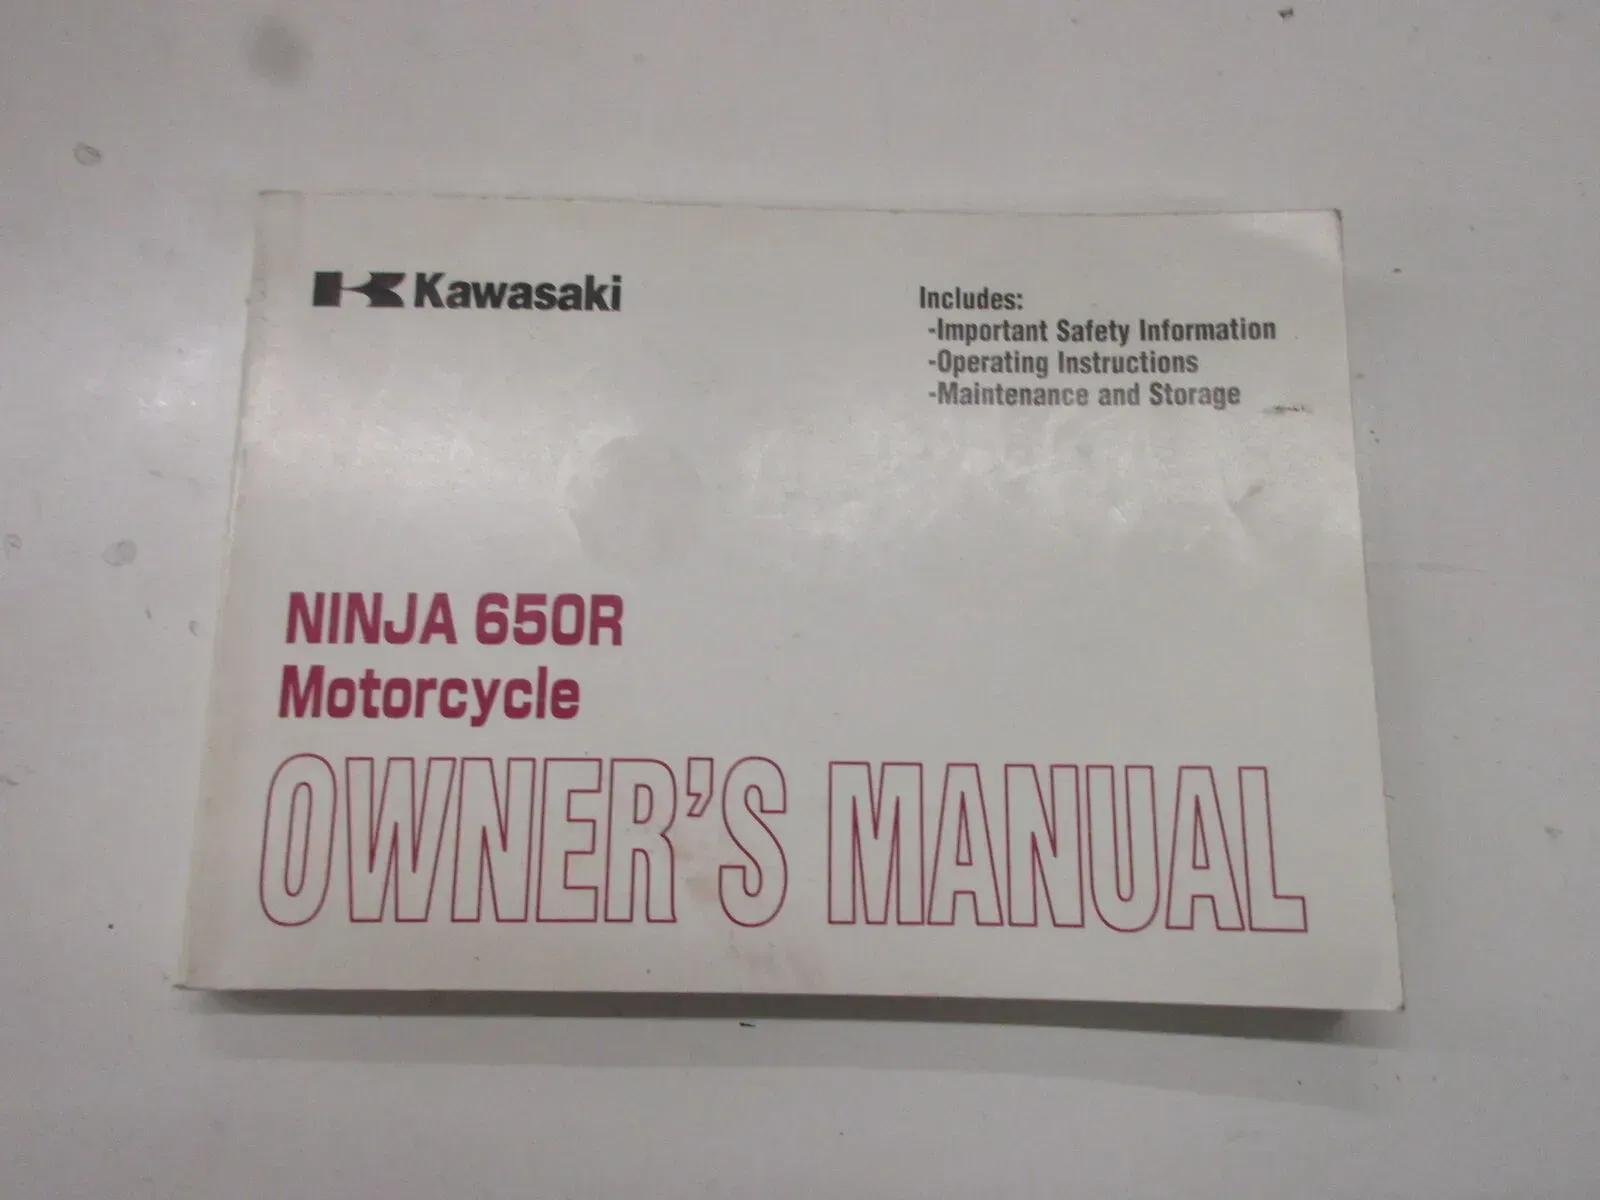 Kawasaki
Includes:
-Important Safety Information
-Operating Instructions
-Maintenance and Storage
NINJA 650R
Motorcycle
OWNER'S MANUAL